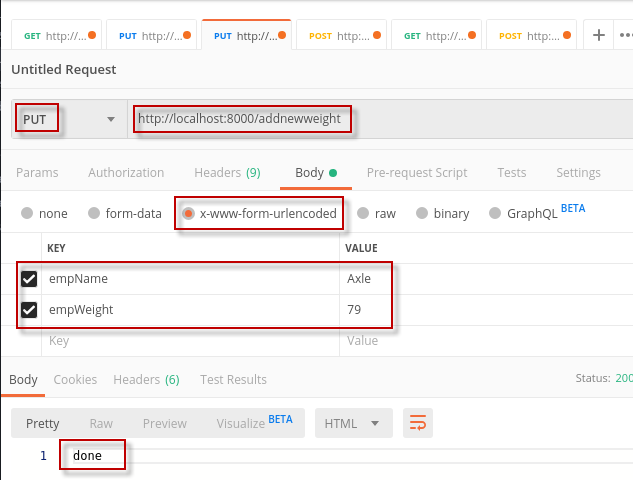 GET http://... PUT http://... PUT http://... POST http:... GET http://... POST http:...
Untitled Request
PUT http://localhost:8000/addnewweight
Params Authorization Headers (9) Body Pre-request Script Tests Settings
none form-data x-www-form-urlencoded raw binary GraphQL BETA
KEY VALUE
empName Axle
empWeight 79
Key Value
Body Cookies Headers (6) Test Results Status: 200
Pretty Raw Preview Visualize BETA HTML
1 done